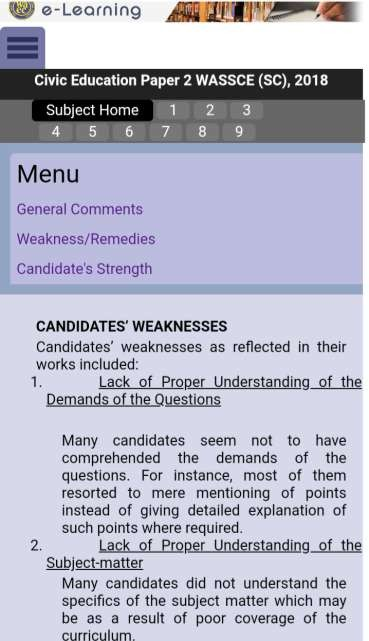 e-Learning
Civic Education Paper 2 WASSCE (SC), 2018
Subject Home 1 2 3
4 5 6 7 8 9
Menu
General Comments
Weakness/Remedies
Candidate's Strength
CANDIDATES’ WEAKNESSES
Candidates’ weaknesses as reflected in their
works included:
1. Lack of Proper Understanding of the
Demands of the Questions
Many candidates seem not to have
comprehended the demands of the
questions. For instance, most of them
resorted to mere mentioning of points
instead of giving detailed explanation of
such points where required.
2. Lack of Proper Understanding of the
Subject-matter
Many candidates did not understand the
specifics of the subject matter which may
be as a result of poor coverage of the
curriculum.